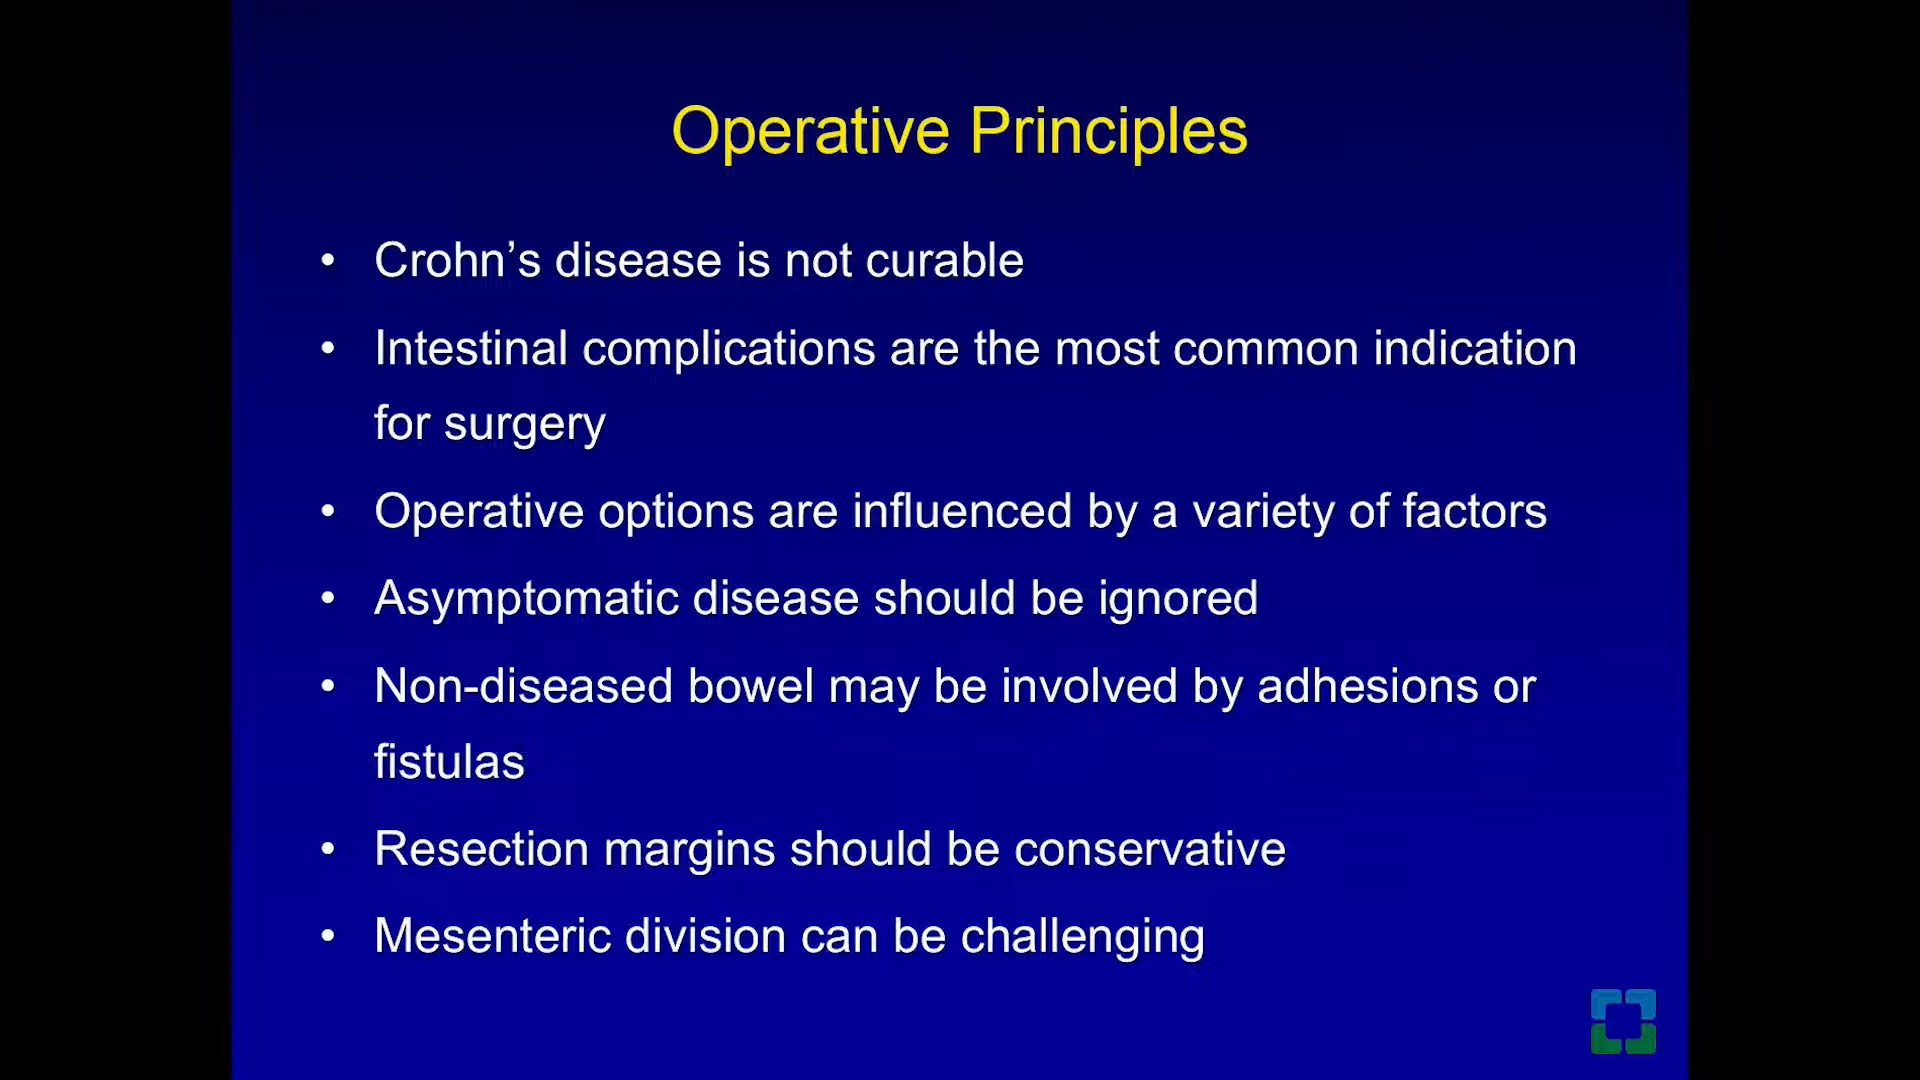 Operative Principles
• Crohn’s disease is not curable
• Intestinal complications are the most common indication
for surgery
• Operative options are influenced by a variety of factors
• Asymptomatic disease should be ignored
• Non-diseased bowel may be involved by adhesions or
fistulas
• Resection margins should be conservative
• Mesenteric division can be challenging